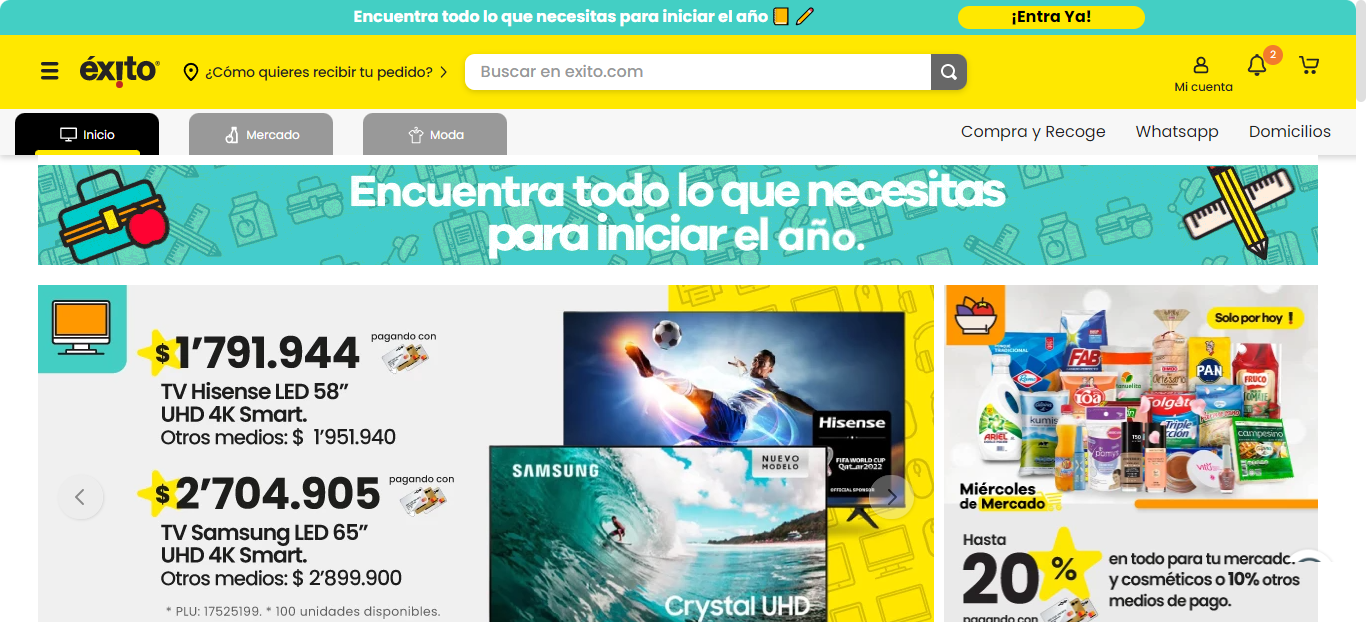 Encuentra todo lo que necesitas para iniciar el año
¡Entra Ya!
éxito
¿Cómo quieres recibir tu pedido?
Buscar en exito.com
Mi cuenta
2
Inicio
Mercado
Moda
Compra y Recoge
Whatsapp
Domicilios
Encuentra todo lo que necesitas
para iniciar el año.
$1’791.944
pagando con
TV Hisense LED 58”
UHD 4K Smart.
Otros medios: $ 1’951.940
$2’704.905
pagando con
TV Samsung LED 65”
UHD 4K Smart.
Otros medios: $ 2’899.900
* PLU: 17525199. * 100 unidades disponibles.
Hisense
FIFA WORLD CUP
Qatar2022
OFFICIAL SPONSOR
SAMSUNG
NUEVO
MODELO
Crystal UHD
Solo por hoy !
TRADICIONAL
FAB
PAN
FRUCO
Colgate
Triple
kumis
ARIEL
campesino
Miércoles
de Mercado
Hasta
20%
pagando con
en todo para tu mercado
y cosméticos o 10% otros
medios de pago.